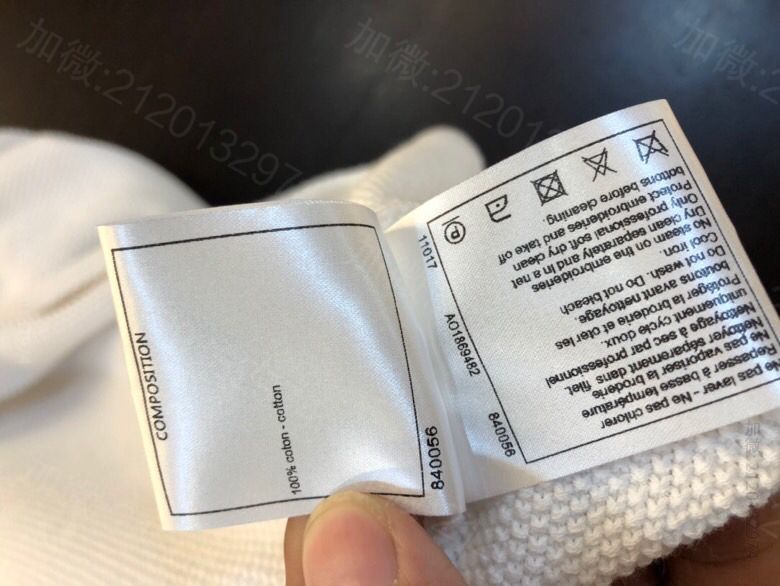 加微:212013297
加微:212013297
加微
COMPOSITION
100% coton - cotton
840056
11017
AO1869482
840056
Ne pas laver - Ne pas chlorer
Repasser à basse température
Ne pas vaporiser la broderie
Nettoyer séparément dans filet.
Nettoyage à sec par professionnel
uniquement cycle doux
Protéger la broderie et ôter les
boutons avant nettoyage.
Do not wash. Do not bleach.
Cool iron.
No steam on the embroideries
Dry clean separately and in a net
Only professional soft dry clean
Protect embroideries and take off
bottons before cleaning.
P